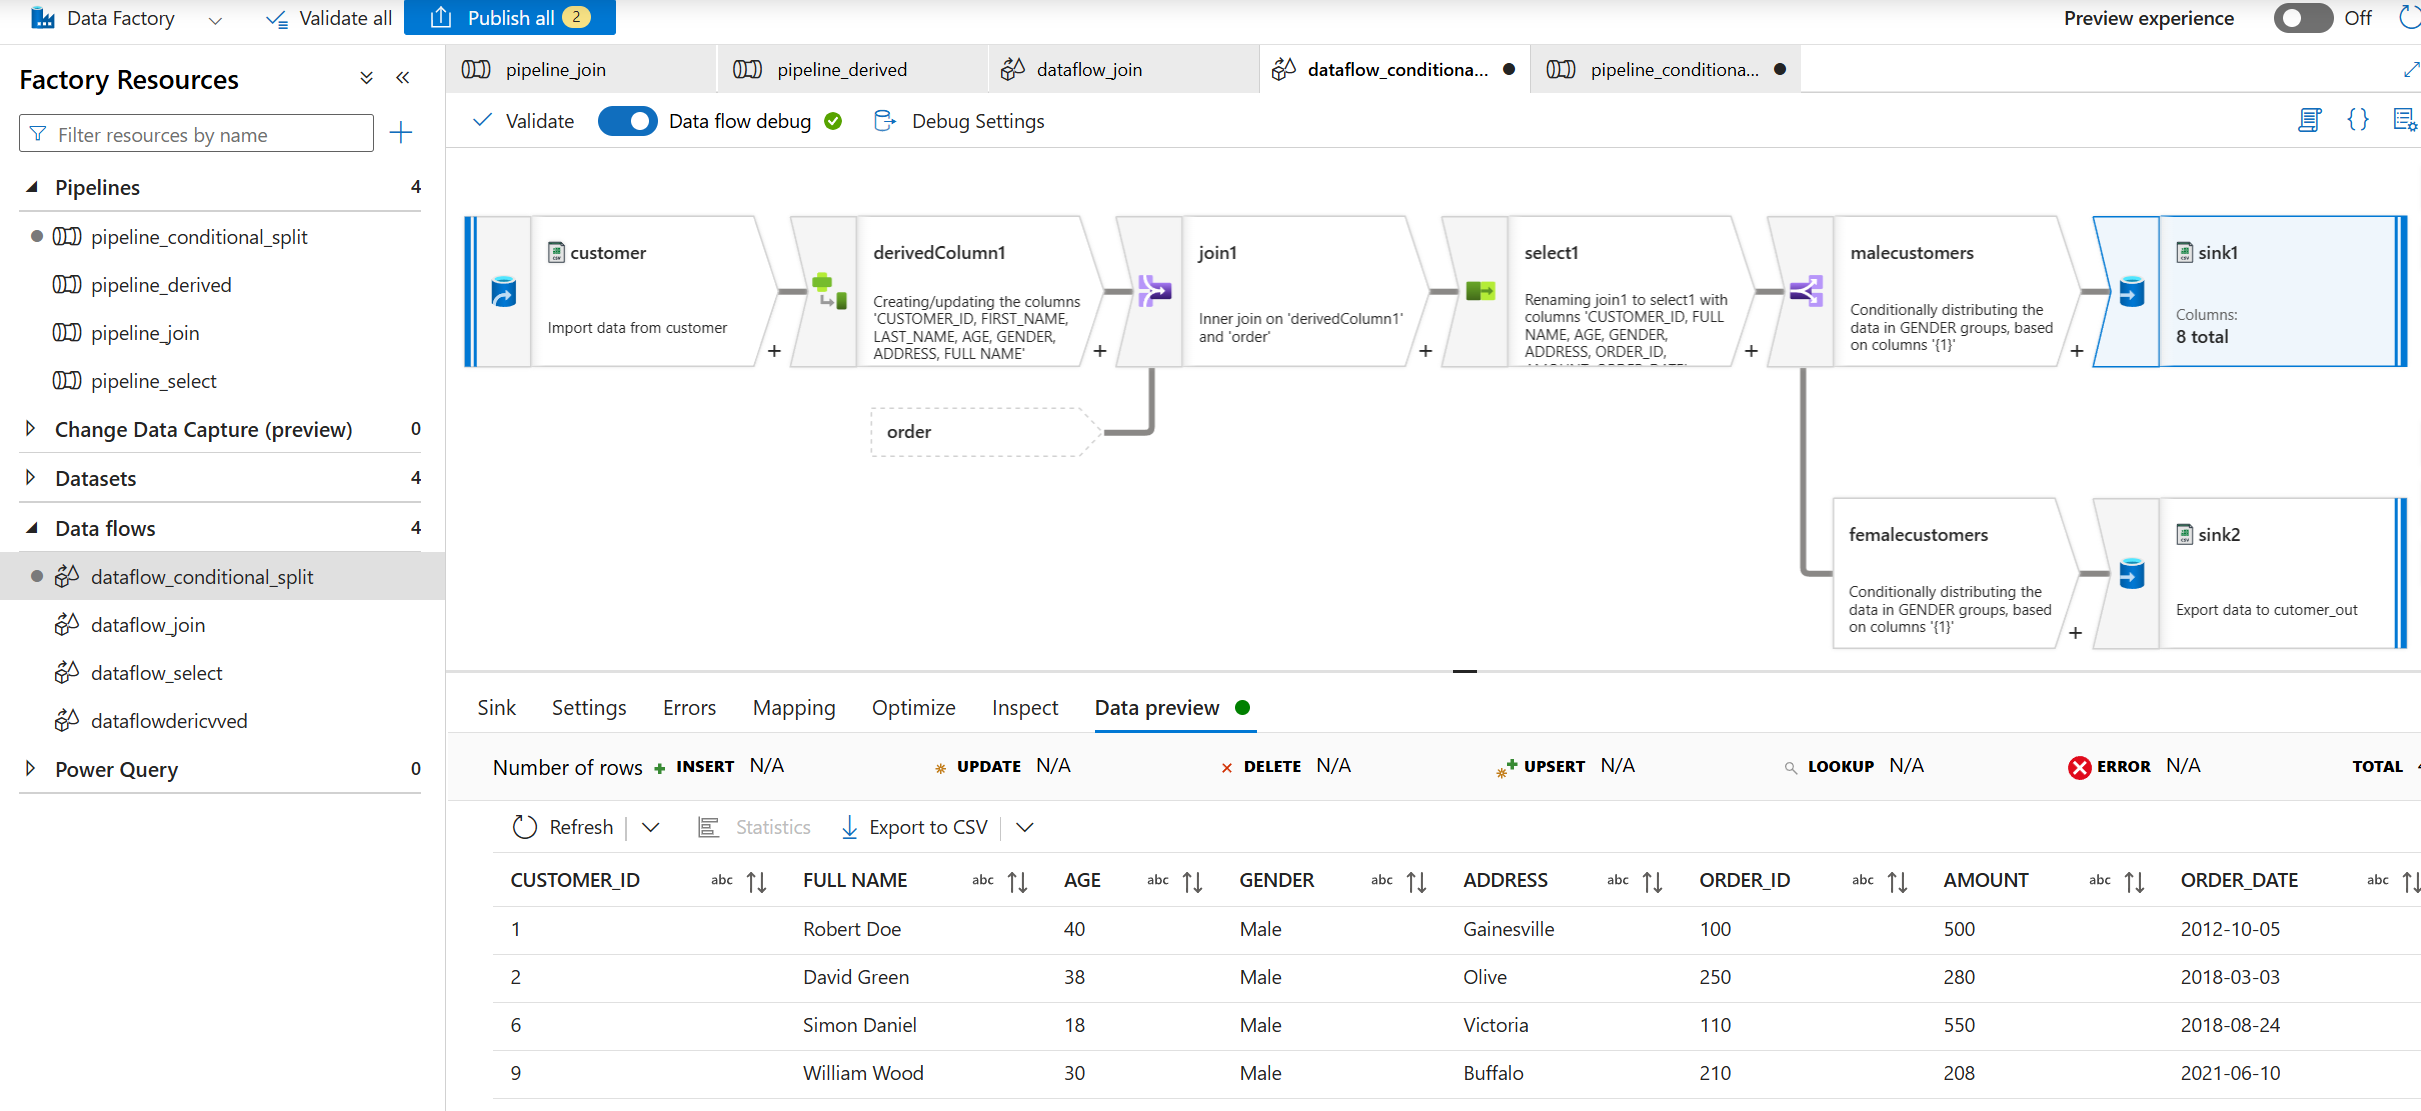 Data Factory
Validate all
Publish all 2
Preview experience
Off
Factory Resources
Filter resources by name
Pipelines 4
pipeline_conditional_split
pipeline_derived
pipeline_join
pipeline_select
Change Data Capture (preview) 0
Datasets 4
Data flows 4
dataflow_conditional_split
dataflow_join
dataflow_select
dataflowdericvved
Power Query 0
pipeline_join
pipeline_derived
dataflow_join
dataflow_conditiona...
pipeline_conditiona...
Validate
Data flow debug
Debug Settings
{}
customer
Import data from customer
derivedColumn1
Creating/updating the columns
'CUSTOMER_ID, FIRST_NAME,
LAST_NAME, AGE, GENDER,
ADDRESS, FULL NAME'
join1
Inner join on 'derivedColumn1'
and 'order'
select1
Renaming join1 to select1 with
columns 'CUSTOMER_ID, FULL
NAME, AGE, GENDER,
ADDRESS, ORDER_ID,
malecustomers
Conditionally distributing the
data in GENDER groups, based
on columns '{1}'
sink1
Columns:
8 total
order
femalecustomers
Conditionally distributing the
data in GENDER groups, based
on columns '{1}'
sink2
Export data to cutomer_out
Sink Settings Errors Mapping Optimize Inspect Data preview
Number of rows INSERT N/A UPDATE N/A DELETE N/A UPSERT N/A LOOKUP N/A ERROR N/A TOTAL
Refresh Statistics Export to CSV
CUSTOMER_ID abc FULL NAME abc AGE abc GENDER abc ADDRESS abc ORDER_ID abc AMOUNT abc ORDER_DATE abc
1 Robert Doe 40 Male Gainesville 100 500 2012-10-05
2 David Green 38 Male Olive 250 280 2018-03-03
6 Simon Daniel 18 Male Victoria 110 550 2018-08-24
9 William Wood 30 Male Buffalo 210 208 2021-06-10